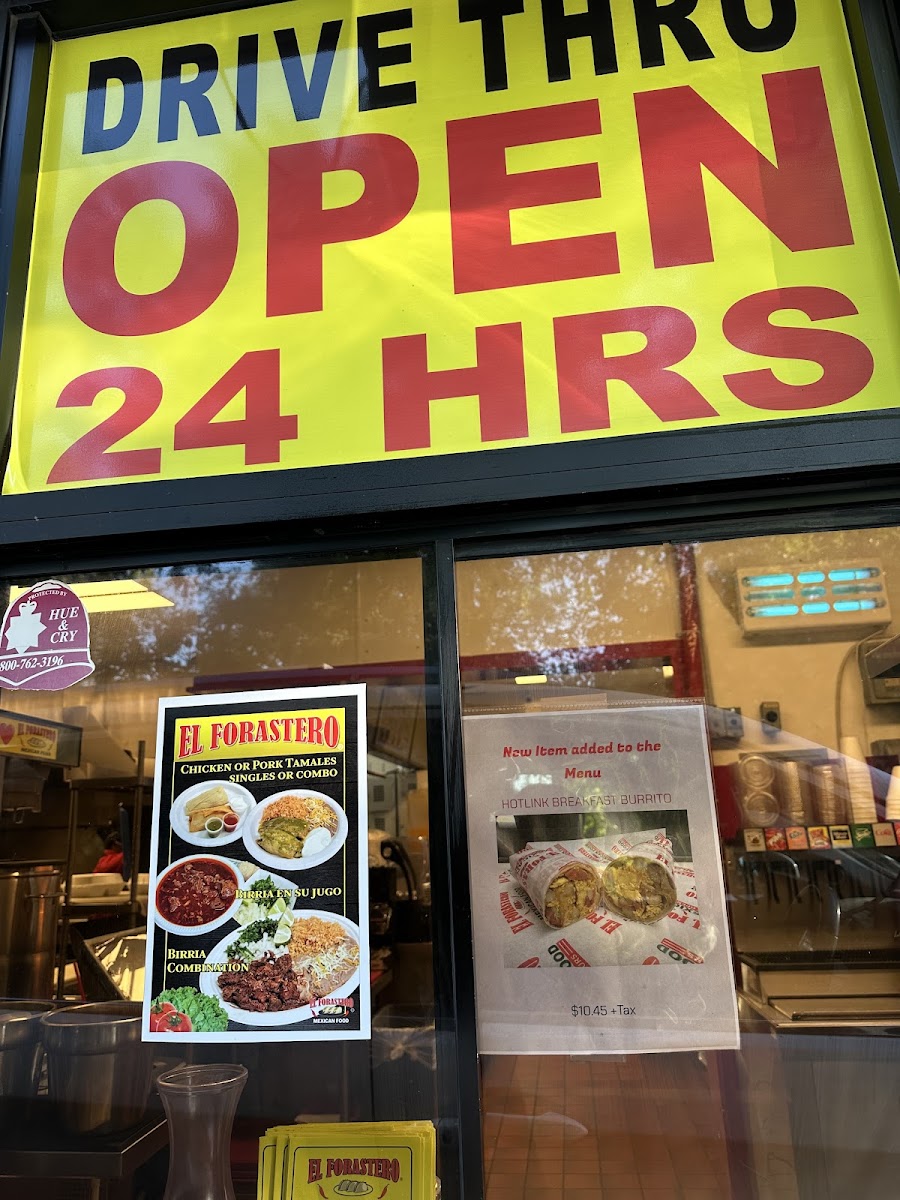 DRIVE THRU
OPEN
24 HRS
PROTECTED BY
HUE
&
CRY
800-762-3196
EL FORASTERO
CHICKEN OR PORK TAMALES
SINGLES OR COMBO
BIRRIA EN SU JUGO
BIRRIA
COMBINATION
EL FORASTERO
MEXICAN FOOD
New Item added to the
Menu
HOTLINK BREAKFAST BURRITO
$10.45 +Tax
EL FORASTERO